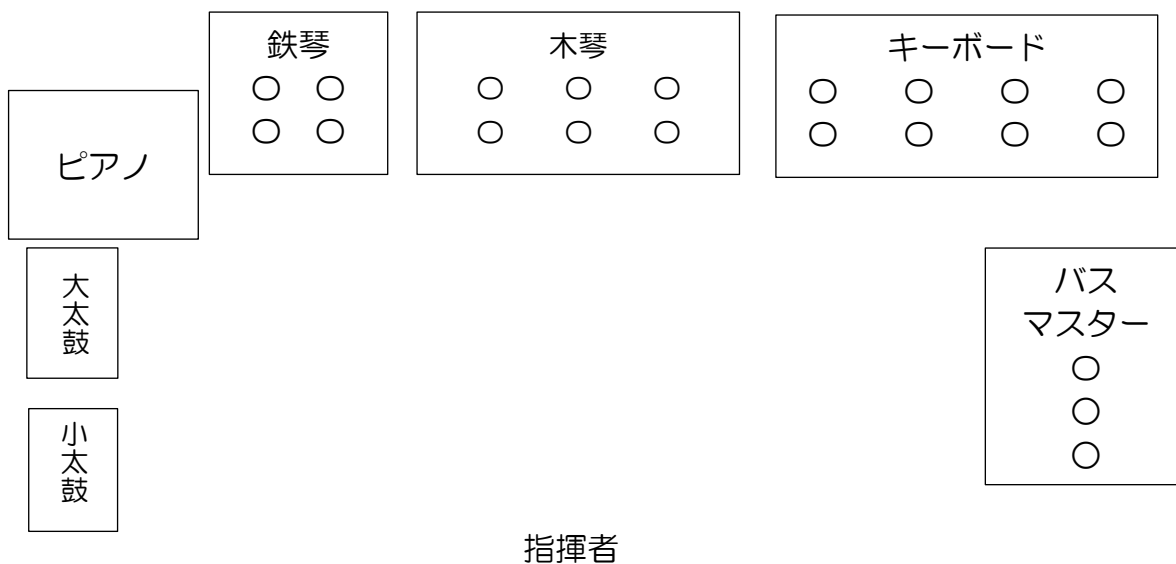 鉄琴
○ ○
○ ○
木琴
○ ○ ○
○ ○ ○
キーボード
○ ○ ○ ○
○ ○ ○ ○
ピアノ
大太鼓
小太鼓
バス
マスター
○
○
○
指揮者